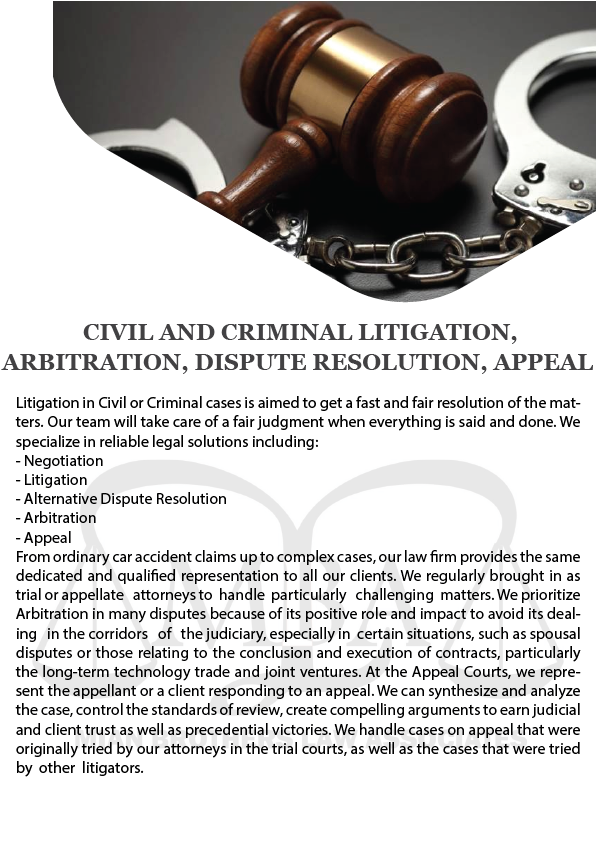 CIVIL AND CRIMINAL LITIGATION,
ARBITRATION, DISPUTE RESOLUTION, APPEAL
Litigation in Civil or Criminal cases is aimed to get a fast and fair resolution of the mat-
ters. Our team will take care of a fair judgment when everything is said and done. We
specialize in reliable legal solutions including:
- Negotiation
- Litigation
- Alternative Dispute Resolution
- Arbitration
- Appeal
From ordinary car accident claims up to complex cases, our law firm provides the same
dedicated and qualified representation to all our clients. We regularly brought in as
trial or appellate attorneys to handle particularly challenging matters. We prioritize
Arbitration in many disputes because of its positive role and impact to avoid its deal-
ing in the corridors of the judiciary, especially in certain situations, such as spousal
disputes or those relating to the conclusion and execution of contracts, particularly
the long-term technology trade and joint ventures. At the Appeal Courts, we repre-
sent the appellant or a client responding to an appeal. We can synthesize and analyze
the case, control the standards of review, create compelling arguments to earn judicial
and client trust as well as precedential victories. We handle cases on appeal that were
originally tried by our attorneys in the trial courts, as well as the cases that were tried
by other litigators.
BROTHERS LAW ASSOCIATES